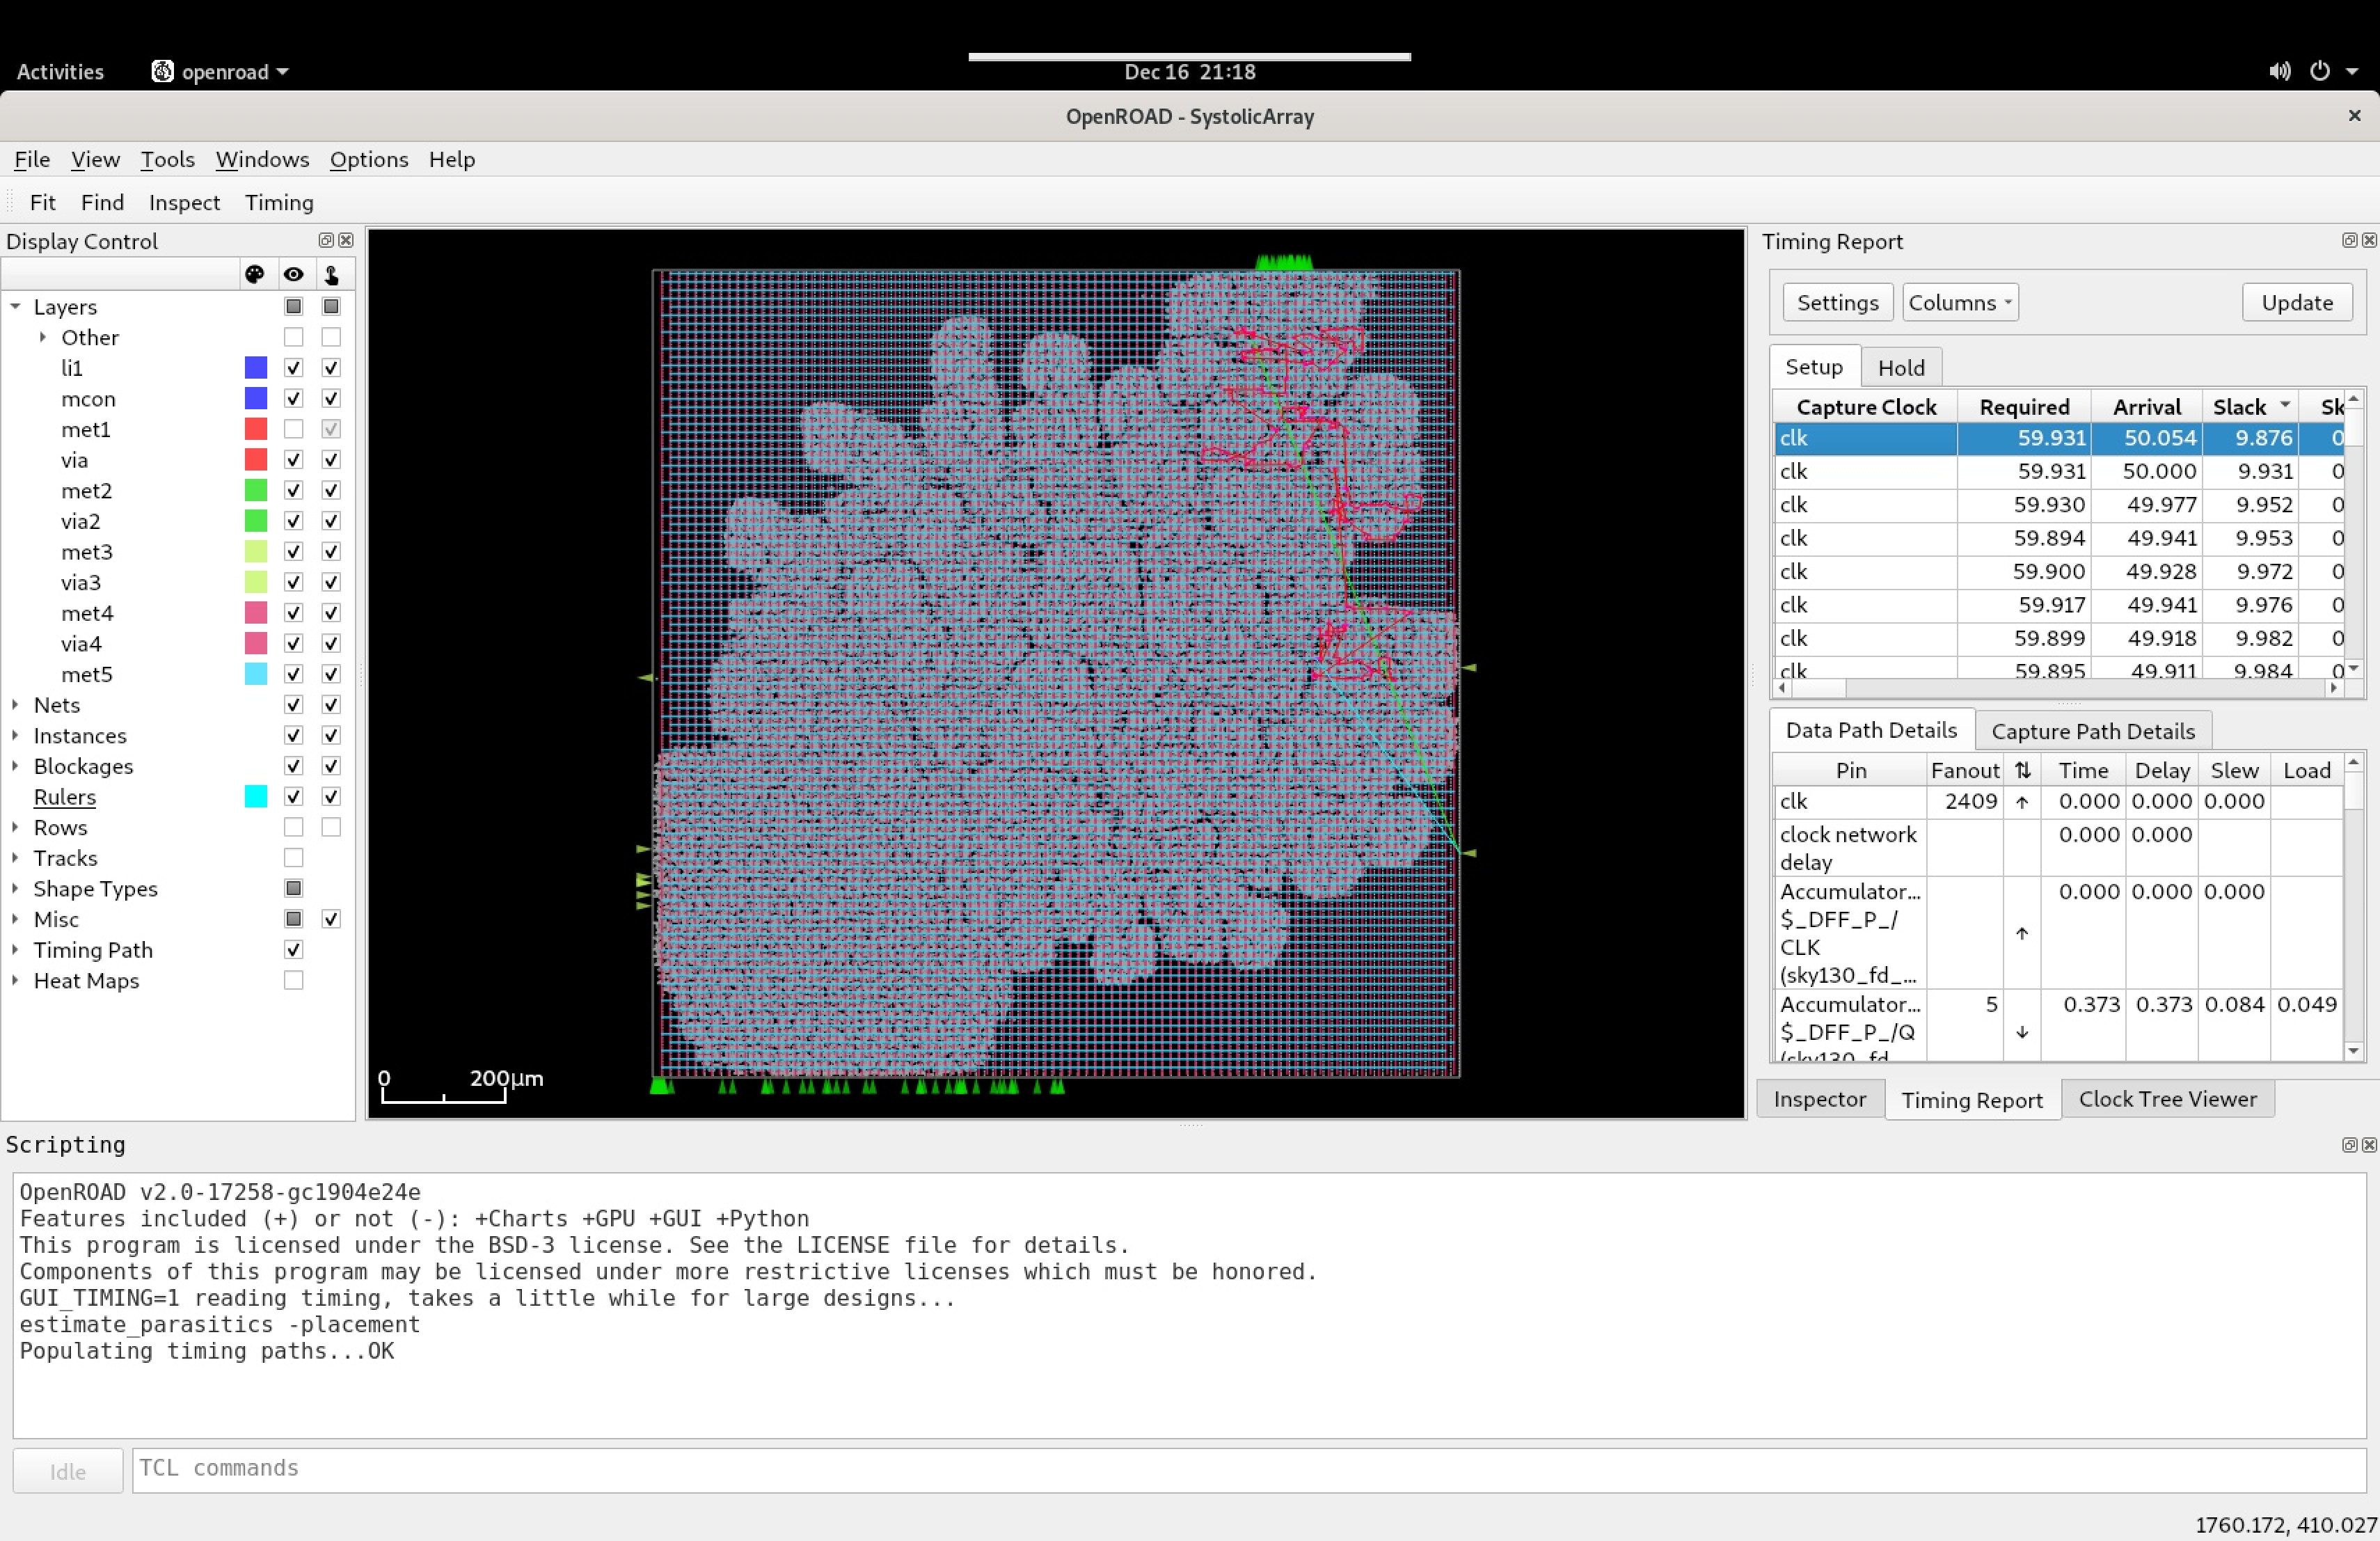 Activities openroad Dec 16 21:18
OpenROAD - SystolicArray
File View Tools Windows Options Help
Fit Find Inspect Timing
Display Control
Layers
Other
li1
mcon
met1
via
met2
via2
met3
via3
met4
via4
met5
Nets
Instances
Blockages
Rulers
Rows
Tracks
Shape Types
Misc
Timing Path
Heat Maps
0 200μm
Timing Report
Settings Columns Update
Setup Hold
Capture Clock Required Arrival Slack Sk
clk 59.931 50.054 9.876 0
clk 59.931 50.000 9.931 0
clk 59.930 49.977 9.952 0
clk 59.894 49.941 9.953 0
clk 59.900 49.928 9.972 0
clk 59.917 49.941 9.976 0
clk 59.899 49.918 9.982 0
clk 59.895 49.911 9.984 0
Data Path Details Capture Path Details
Pin Fanout ⇅ Time Delay Slew Load
clk 2409 ↑ 0.000 0.000 0.000
clock network 0.000 0.000
delay
Accumulator... 0.000 0.000 0.000
$_DFF_P_/
CLK ↑
(sky130_fd_...
Accumulator... 5 0.373 0.373 0.084 0.049
$_DFF_P_/Q ↓
(sky130_fd
Inspector Timing Report Clock Tree Viewer
Scripting
OpenROAD v2.0-17258-gc1904e24e
Features included (+) or not (-): +Charts +GPU +GUI +Python
This program is licensed under the BSD-3 license. See the LICENSE file for details.
Components of this program may be licensed under more restrictive licenses which must be honored.
GUI_TIMING=1 reading timing, takes a little while for large designs...
estimate_parasitics -placement
Populating timing paths...OK
Idle TCL commands
1760.172, 410.027